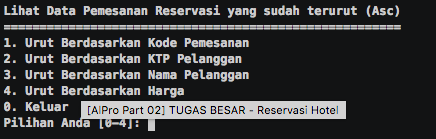 Lihat Data Pemesanan Reservasi yang sudah terurut (Asc)
==================================================
1. Urut Berdasarkan Kode Pemesanan
2. Urut Berdasarkan KTP Pelanggan
3. Urut Berdasarkan Nama Pelanggan
4. Urut Berdasarkan Harga
0. Keluar
[AlPro Part 02] TUGAS BESAR - Reservasi Hotel
Pilihan Anda [0-4]: